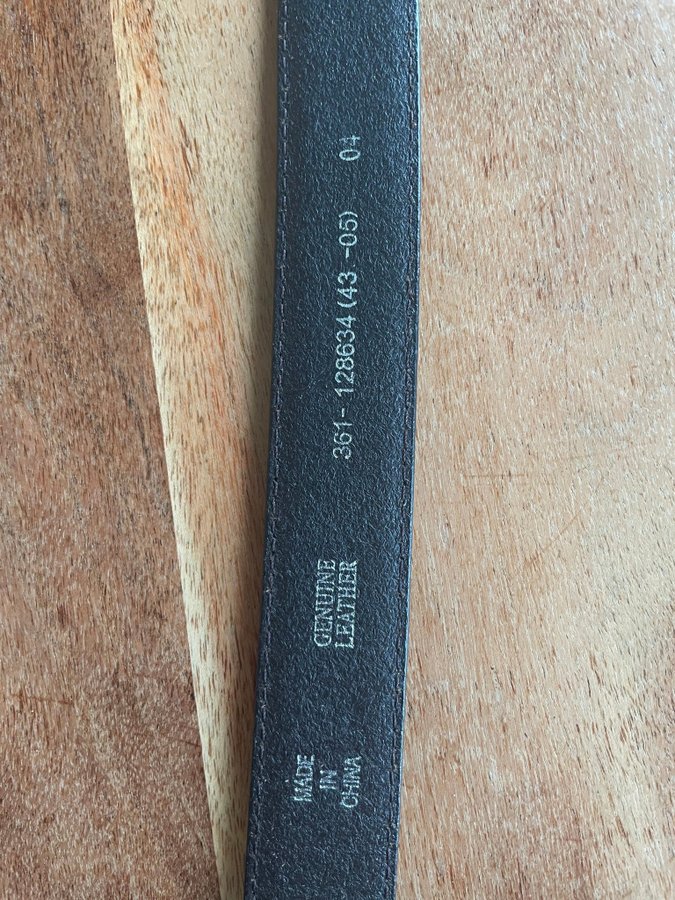 MADE
IN
CHINA
GENUINE
LEATHER
361-128634(43-05) 04